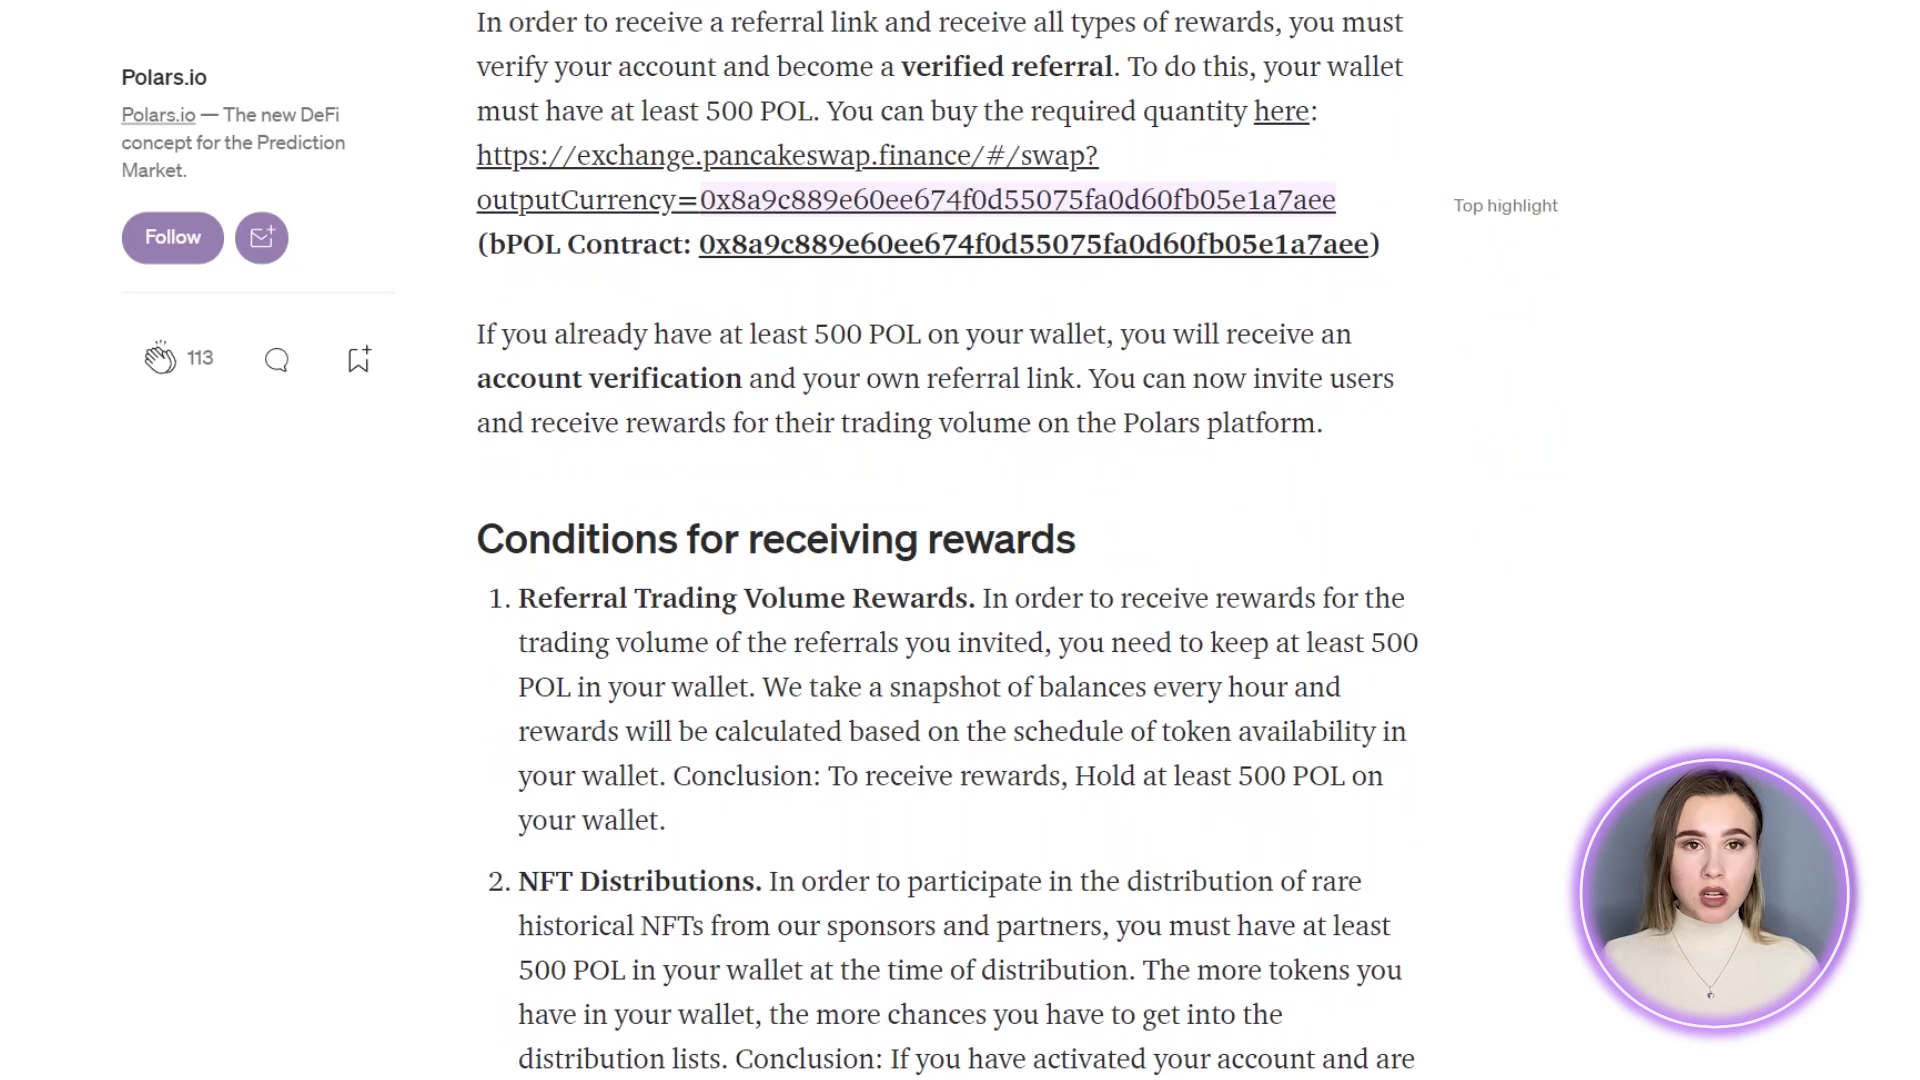 In order to receive a referral link and receive all types of rewards, you must
verify your account and become a verified referral. To do this, your wallet
must have at least 500 POL. You can buy the required quantity here:
https://exchange.pancakeswap.finance/#/swap?
outputCurrency=0x8a9c889e60ee674f0d55075fa0d60fb05e1a7aee
(bPOL Contract: 0x8a9c889e60ee674f0d55075fa0d60fb05e1a7aee)
Top highlight
Polars.io
Polars.io — The new DeFi
concept for the Prediction
Market.
Follow
113
If you already have at least 500 POL on your wallet, you will receive an
account verification and your own referral link. You can now invite users
and receive rewards for their trading volume on the Polars platform.
Conditions for receiving rewards
1. Referral Trading Volume Rewards. In order to receive rewards for the
trading volume of the referrals you invited, you need to keep at least 500
POL in your wallet. We take a snapshot of balances every hour and
rewards will be calculated based on the schedule of token availability in
your wallet. Conclusion: To receive rewards, Hold at least 500 POL on
your wallet.
2. NFT Distributions. In order to participate in the distribution of rare
historical NFTs from our sponsors and partners, you must have at least
500 POL in your wallet at the time of distribution. The more tokens you
have in your wallet, the more chances you have to get into the
distribution lists. Conclusion: If you have activated your account and are